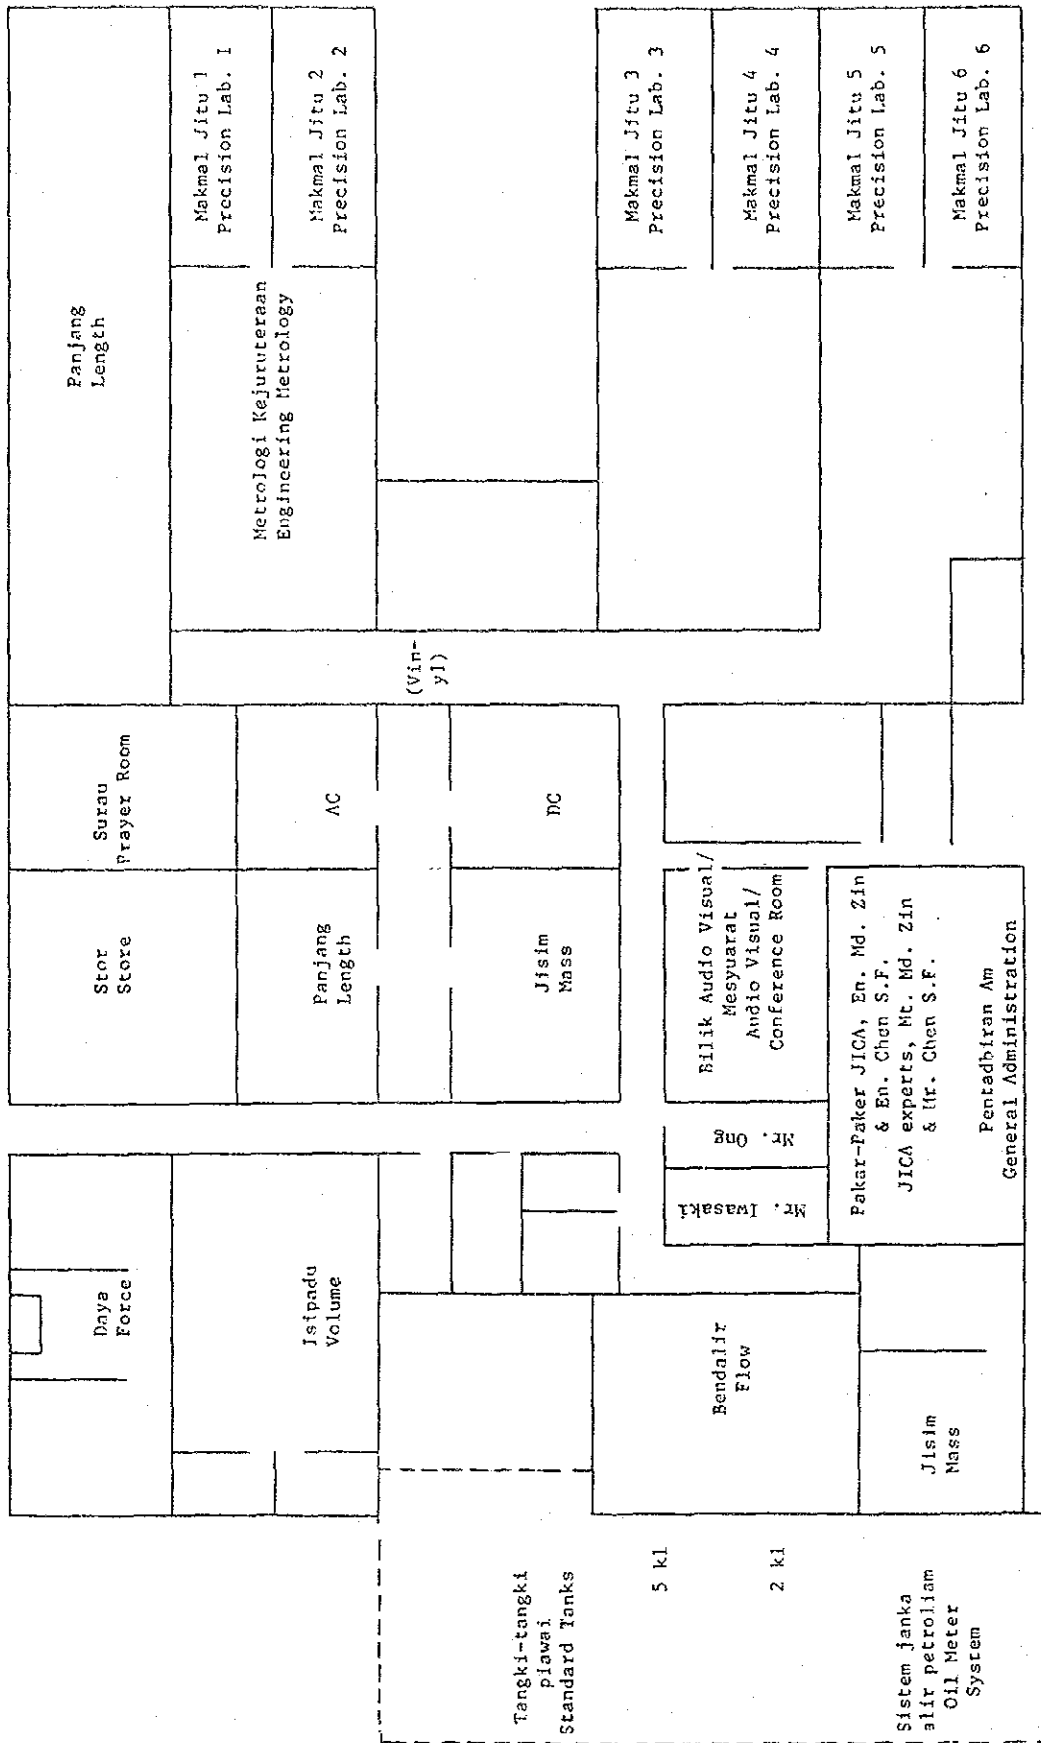 Sistem janka
alir petroliam
Oil Meter
System
2 kl
5 kl
Tangki-tangki
piawai
Standard Tanks
Jisim
Mass
Bendalir
Flow
Isipadu
Volume
Daya
Force
Pakar-Paker JICA, En. Md. Zin
& En. Chen S.F.
JICA experts, Mt. Md. Zin
& Mr. Chen S.F.
Pentadbiran Am
General Administration
Mr. Iwasaki
Mr. Ong
Bilik Audio Visual/
Mesyuarat
Audio Visual/
Conference Room
Jisim
Mass
Panjang
Length
Stor
Store
DC
AC
Surau
Prayer Room
(Vin-
yl)
Metrologi Kejuruteraan
Engineering Metrology
Panjang
Length
Makmal Jitu 6
Precision Lab. 6
Makmal Jitu 5
Precision Lab. 5
Makmal Jitu 4
Precision Lab. 4
Makmal Jitu 3
Precision Lab. 3
Makmal Jitu 2
Precision Lab. 2
Makmal Jitu 1
Precision Lab. 1